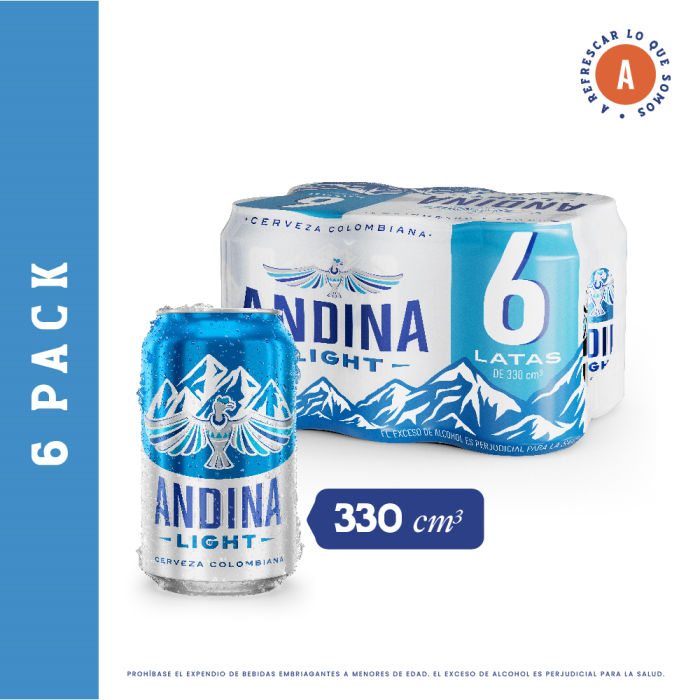 A REFRESCAR LO QUE SOMOS •
A
6
• CERVEZA COLOMBIANA •
ANDINA
LIGHT
6
LATAS
DE 330 cm³
EL EXCESO DE ALCOHOL ES PERJUDICIAL PARA LA
6 PACK
ANDINA
LIGHT
CERVEZA COLOMBIANA
330 cm³
PROHÍBASE EL EXPENDIO DE BEBIDAS EMBRIAGANTES A MENORES DE EDAD. EL EXCESO DE ALCOHOL ES PERJUDICIAL PARA LA SALUD.